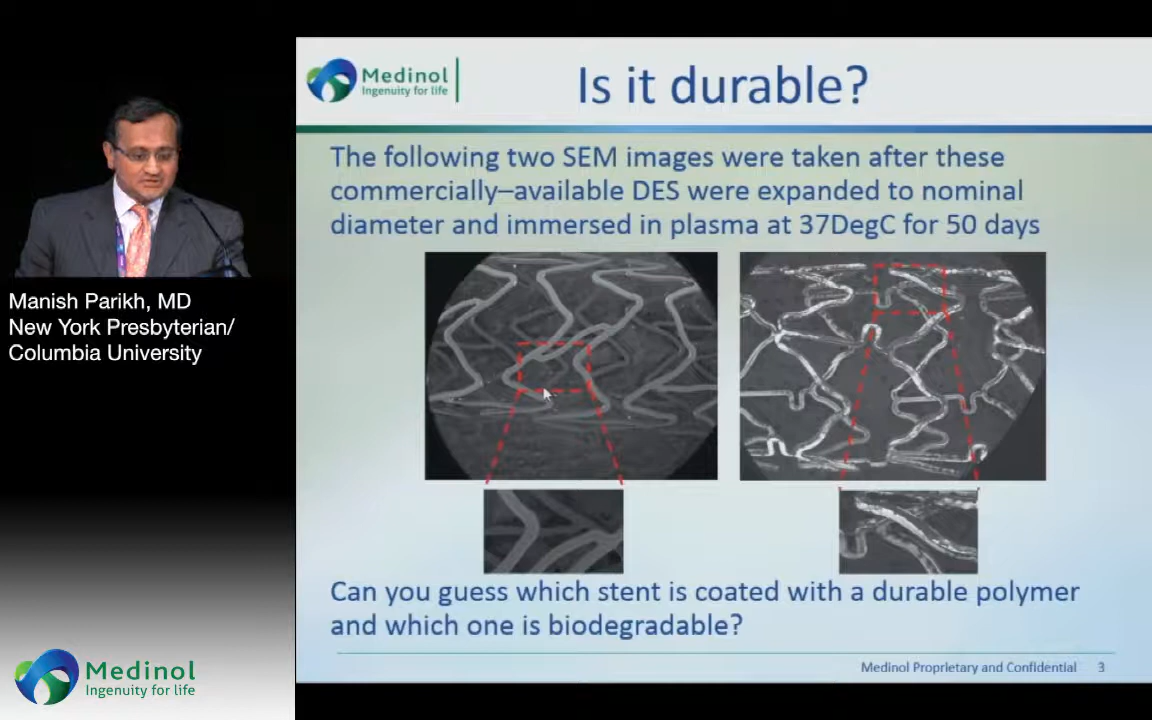 Medinol
Ingenuity for life
Is it durable?
The following two SEM images were taken after these
commercially–available DES were expanded to nominal
diameter and immersed in plasma at 37DegC for 50 days
Manish Parikh, MD
New York Presbyterian/
Columbia University
Can you guess which stent is coated with a durable polymer
and which one is biodegradable?
Medinol Proprietary and Confidential 3
Medinol
Ingenuity for life